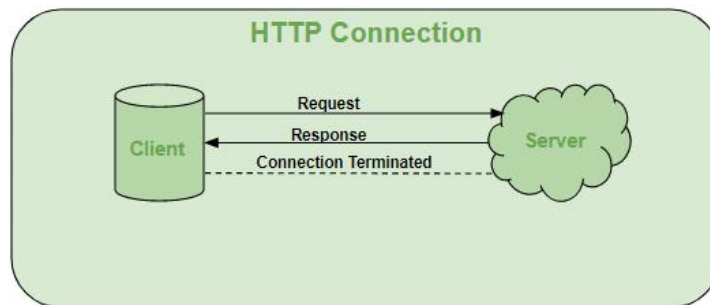 HTTP Connection
Request
Response
Client
Server
Connection Terminated